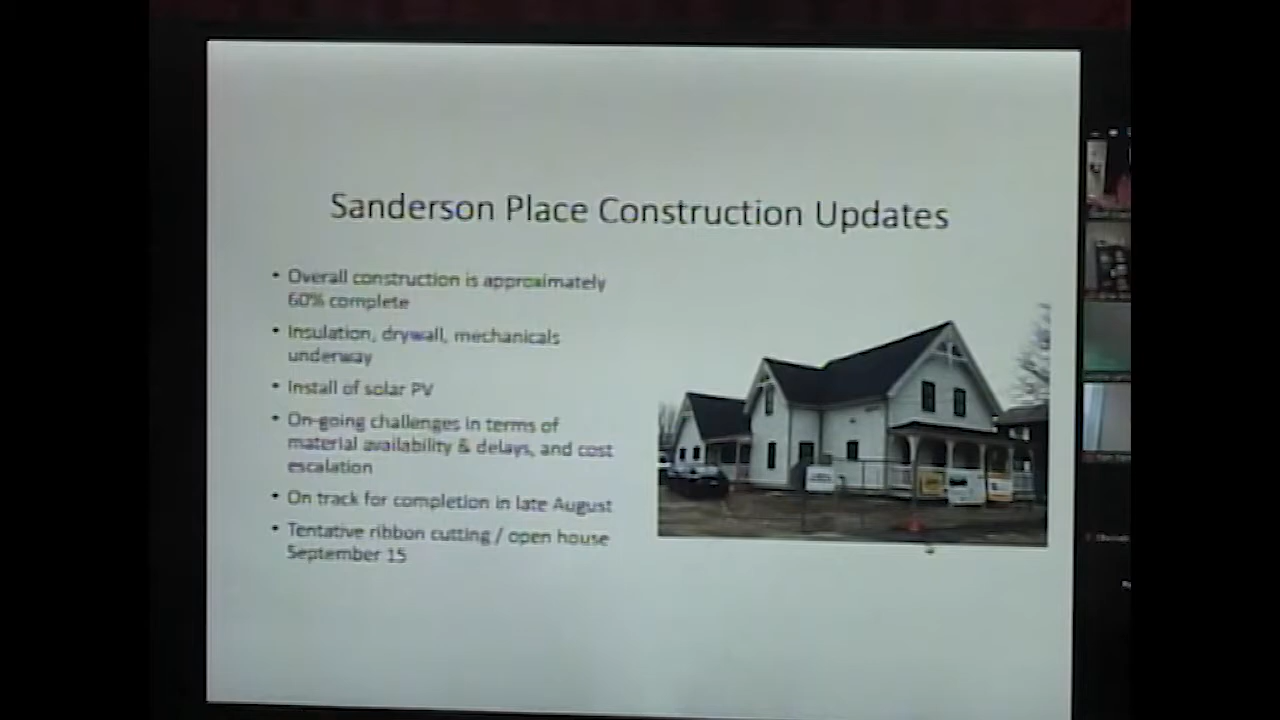 Sanderson Place Construction Updates
• Overall construction is approximately
60% complete
• Insulation, drywall, mechanicals
underway
• Install of solar PV
• On-going challenges in terms of
material availability & delays, and cost
escalation
• On track for completion in late August
• Tentative ribbon cutting / open house
September 15